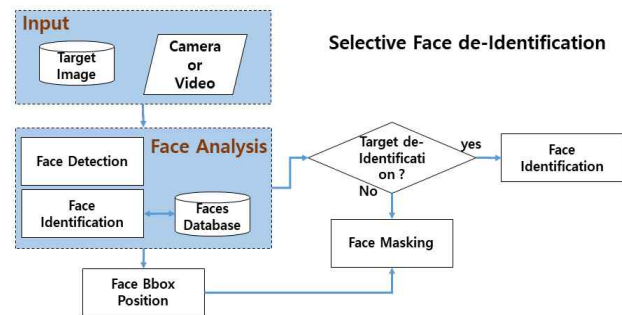 Input
Target
Image
Camera
or
Video
Selective Face de-Identification
Face Analysis
Face Detection
Face
Identification
Faces
Database
Target de-
Identificati
on ?
yes
No
Face
Identification
Face Masking
Face Bbox
Position